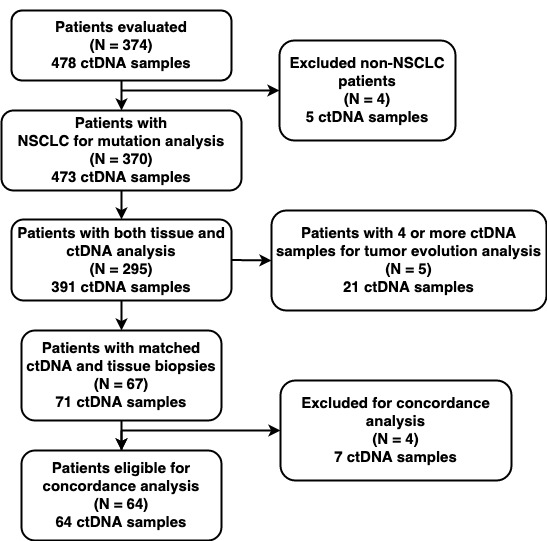 Patients evaluated
(N = 374)
478 ctDNA samples
Excluded non-NSCLC
patients
(N = 4)
5 ctDNA samples
Patients with
NSCLC for mutation analysis
(N = 370)
473 ctDNA samples
Patients with both tissue and
ctDNA analysis
(N = 295)
391 ctDNA samples
Patients with 4 or more ctDNA
samples for tumor evolution analysis
(N = 5)
21 ctDNA samples
Patients with matched
ctDNA and tissue biopsies
(N = 67)
71 ctDNA samples
Excluded for concordance
analysis
(N = 4)
7 ctDNA samples
Patients eligible for
concordance analysis
(N = 64)
64 ctDNA samples